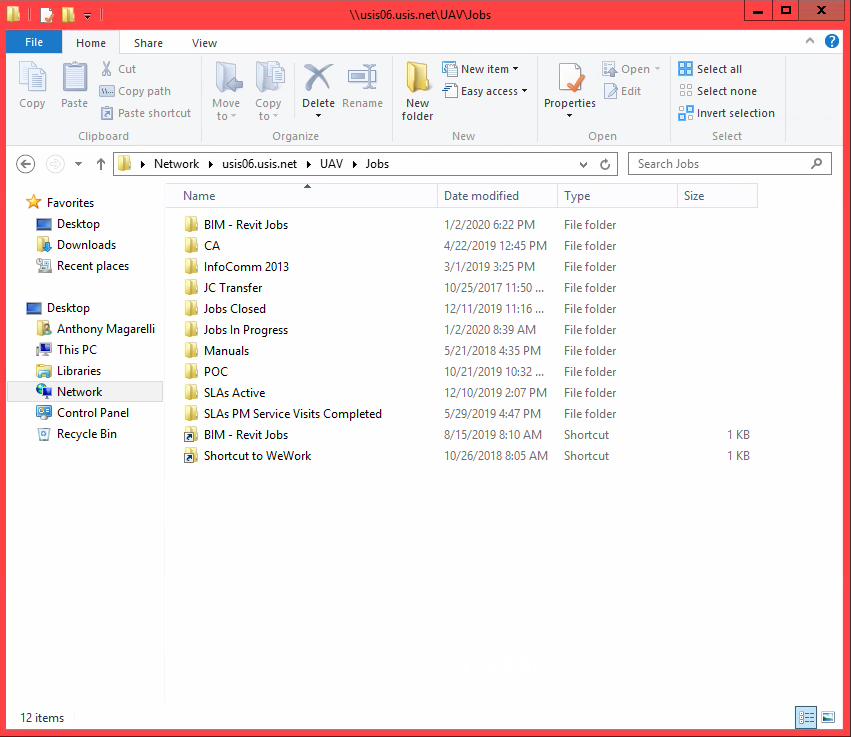 \\usis06.usis.net\UAV\Jobs
File Home Share View
Copy
Paste
Cut
Copy path
Paste shortcut
Clipboard
Move to
Copy to
Delete
Rename
Organize
New folder
New item
Easy access
New
Properties
Open
Edit
Open
Select all
Select none
Invert selection
Select
Network usis06.usis.net UAV Jobs
Search Jobs
Favorites
Desktop
Downloads
Recent places
Desktop
Anthony Magarelli
This PC
Libraries
Network
Control Panel
Recycle Bin
Name Date modified Type Size
BIM - Revit Jobs 1/2/2020 6:22 PM File folder
CA 4/22/2019 12:45 PM File folder
InfoComm 2013 3/1/2019 3:25 PM File folder
JC Transfer 10/25/2017 11:50 ... File folder
Jobs Closed 12/11/2019 11:16 ... File folder
Jobs In Progress 1/2/2020 8:39 AM File folder
Manuals 5/21/2018 4:35 PM File folder
POC 10/21/2019 10:32 ... File folder
SLAs Active 12/10/2019 2:07 PM File folder
SLAs PM Service Visits Completed 5/29/2019 4:47 PM File folder
BIM - Revit Jobs 8/15/2019 8:10 AM Shortcut 1 KB
Shortcut to WeWork 10/26/2018 8:05 AM Shortcut 1 KB
12 items